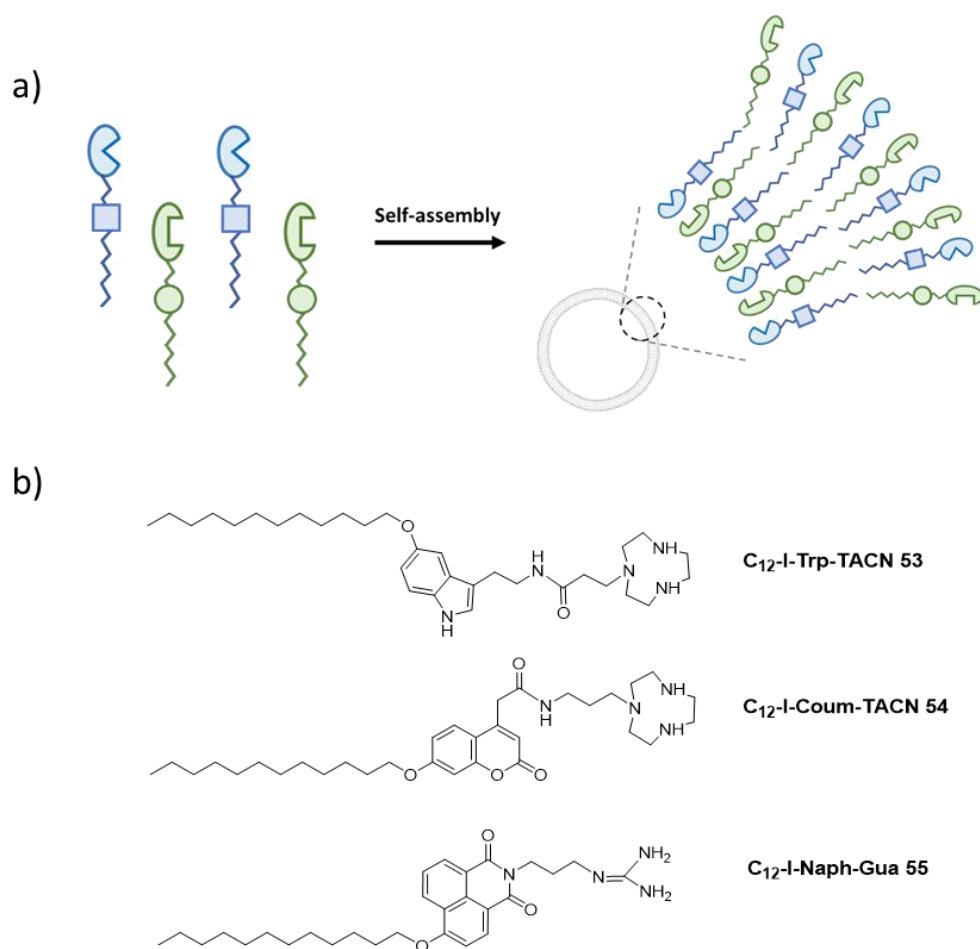 a)
Self-assembly
b)
O
N
H
H
N
O
N
NH
NH
C₁₂-I-Trp-TACN 53
O
N
H
N
NH
NH
O
O
O
C₁₂-I-Coum-TACN 54
O
N
O
N
NH₂
NH₂
O
C₁₂-I-Naph-Gua 55